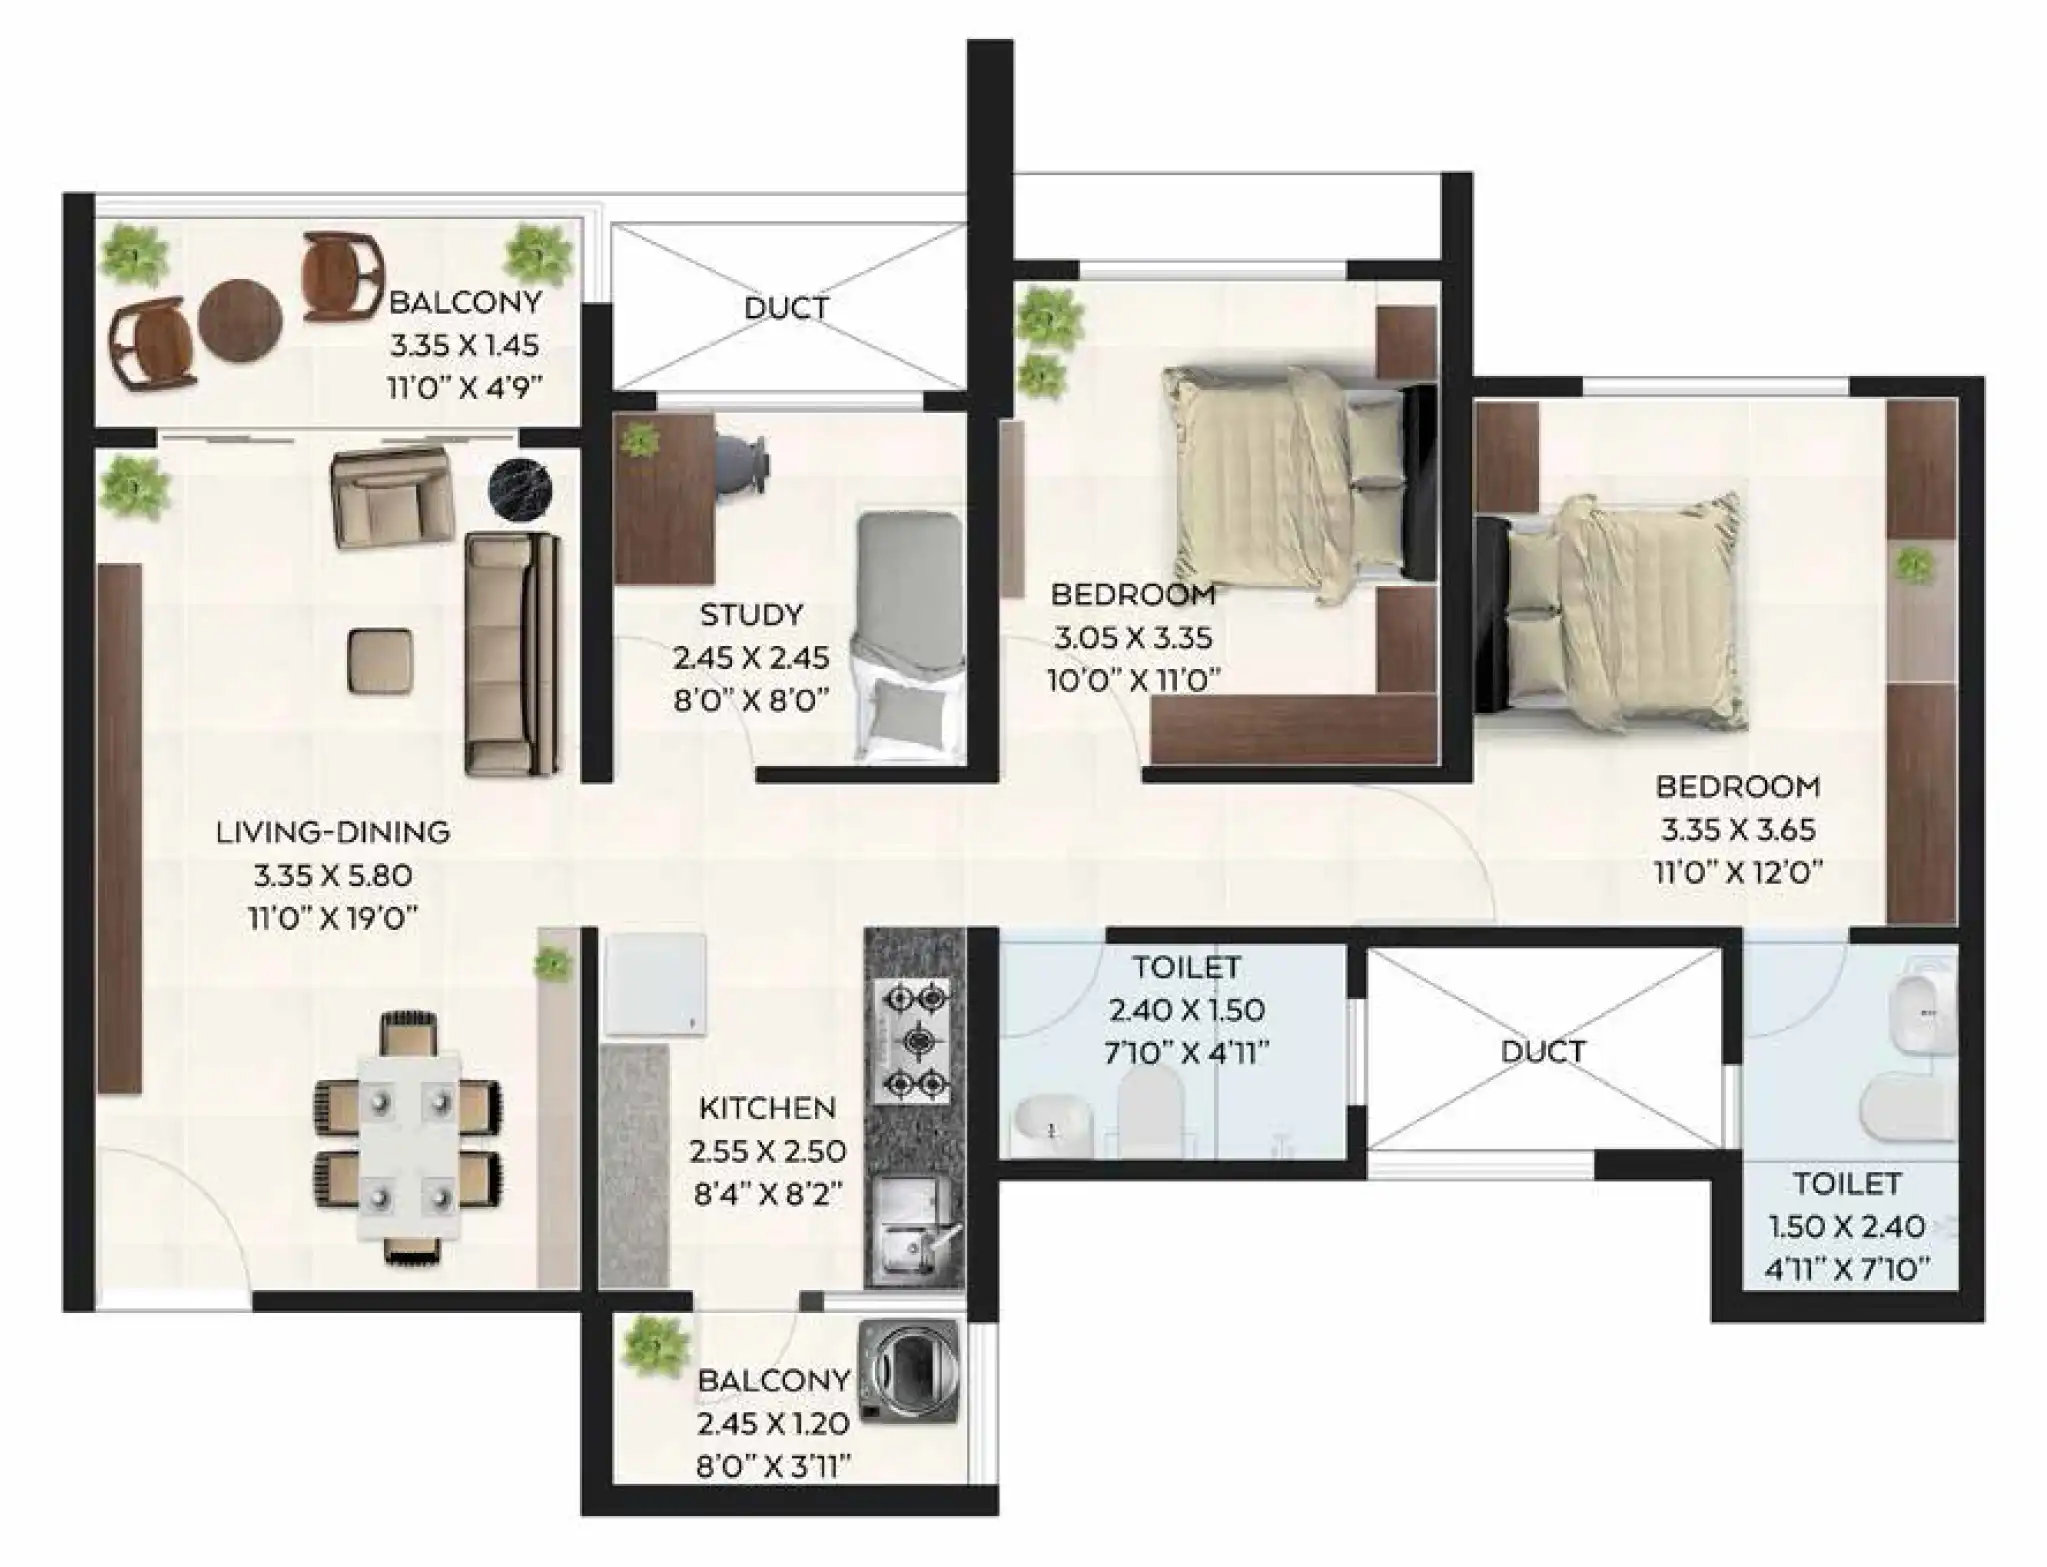 BALCONY
3.35 X 1.45
11'0” X 4'9”
DUCT
STUDY
2.45 X 2.45
8'0” X 8'0”
BEDROOM
3.05 X 3.35
10'0” X 11'0”
BEDROOM
3.35 X 3.65
11'0” X 12'0”
LIVING-DINING
3.35 X 5.80
11'0” X 19'0”
KITCHEN
2.55 X 2.50
8'4” X 8'2”
TOILET
2.40 X 1.50
7'10” X 4'11”
DUCT
TOILET
1.50 X 2.40
4'11” X 7'10”
BALCONY
2.45 X 1.20
8'0” X 3'11”